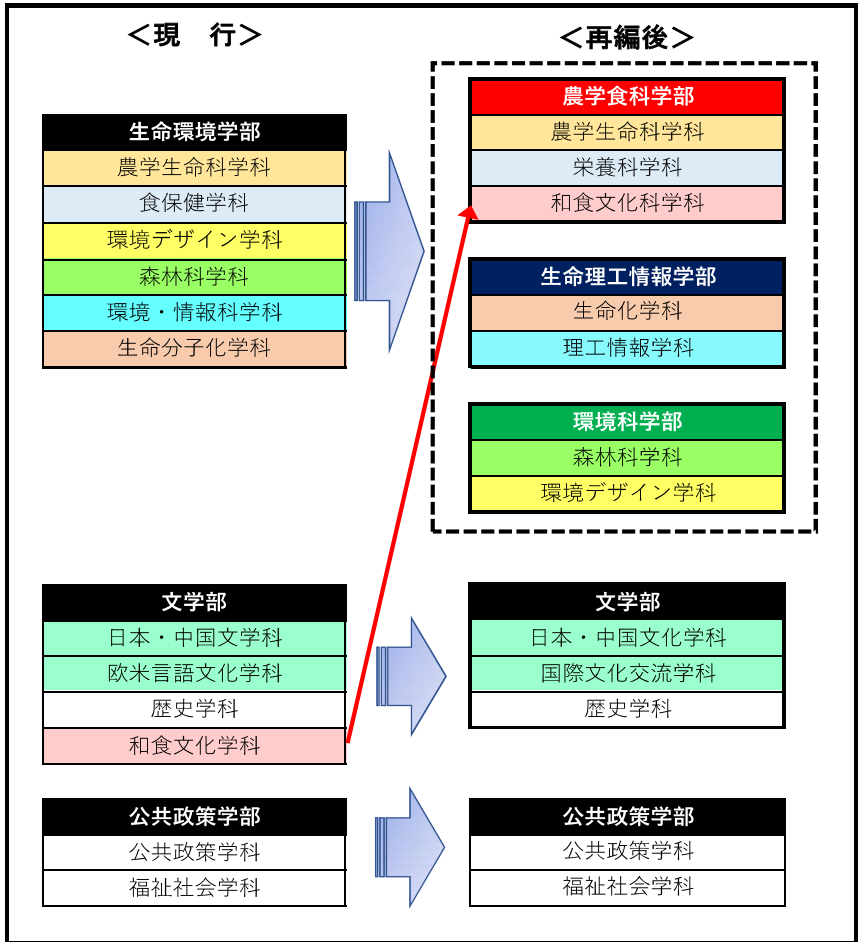 ＜現　行＞
生命環境学部
農学生命科学科
食保健学科
環境デザイン学科
森林科学科
環境・情報科学科
生命分子化学科
文学部
日本・中国文学科
欧米言語文化学科
歴史学科
和食文化学科
公共政策学部
公共政策学科
福祉社会学科
＜再編後＞
農学食科学部
農学生命科学科
栄養科学科
和食文化科学科
生命理工情報学部
生命化学科
理工情報学科
環境科学部
森林科学科
環境デザイン学科
文学部
日本・中国文化学科
国際文化交流学科
歴史学科
公共政策学部
公共政策学科
福祉社会学科